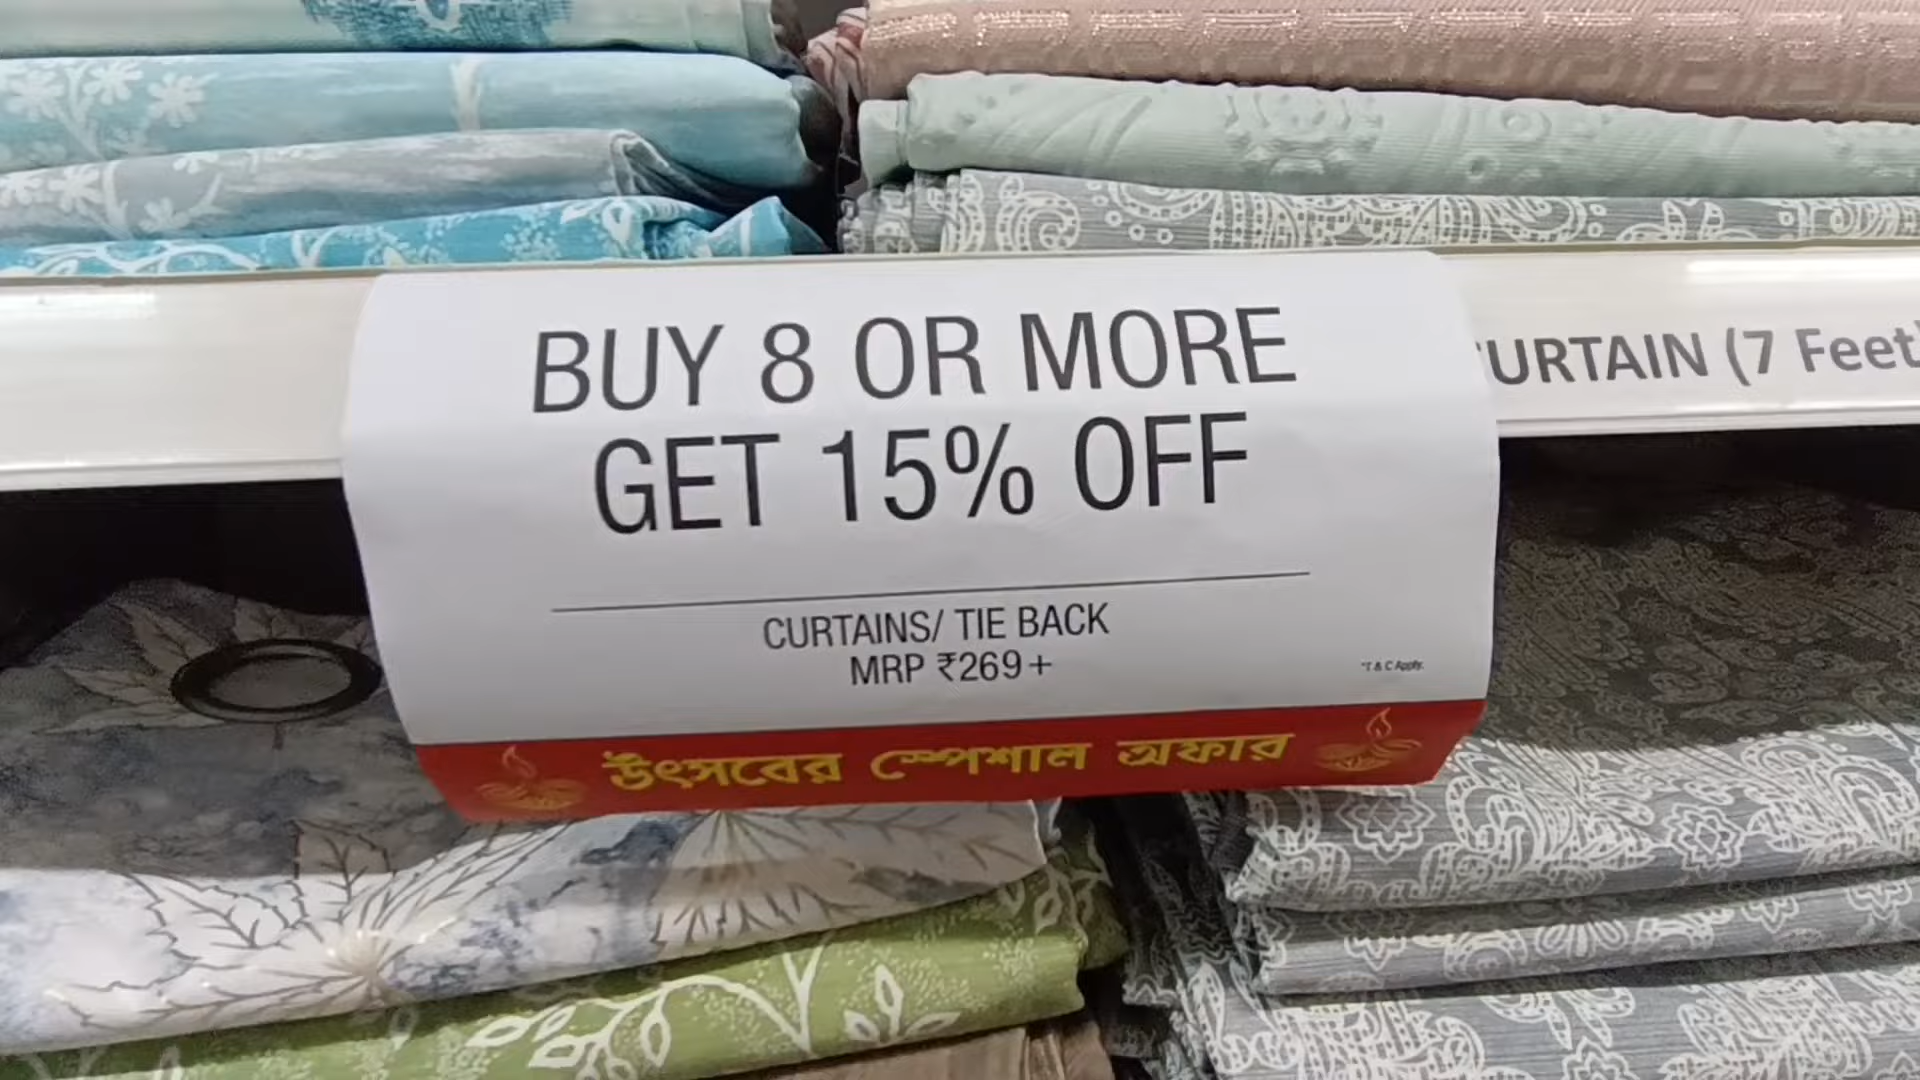 BUY 8 OR MORE
GET 15% OFF
CURTAINS/ TIE BACK
MRP ₹269+
*T & C Apply.
উৎসবের স্পেশাল অফার
URTAIN (7 Feet)